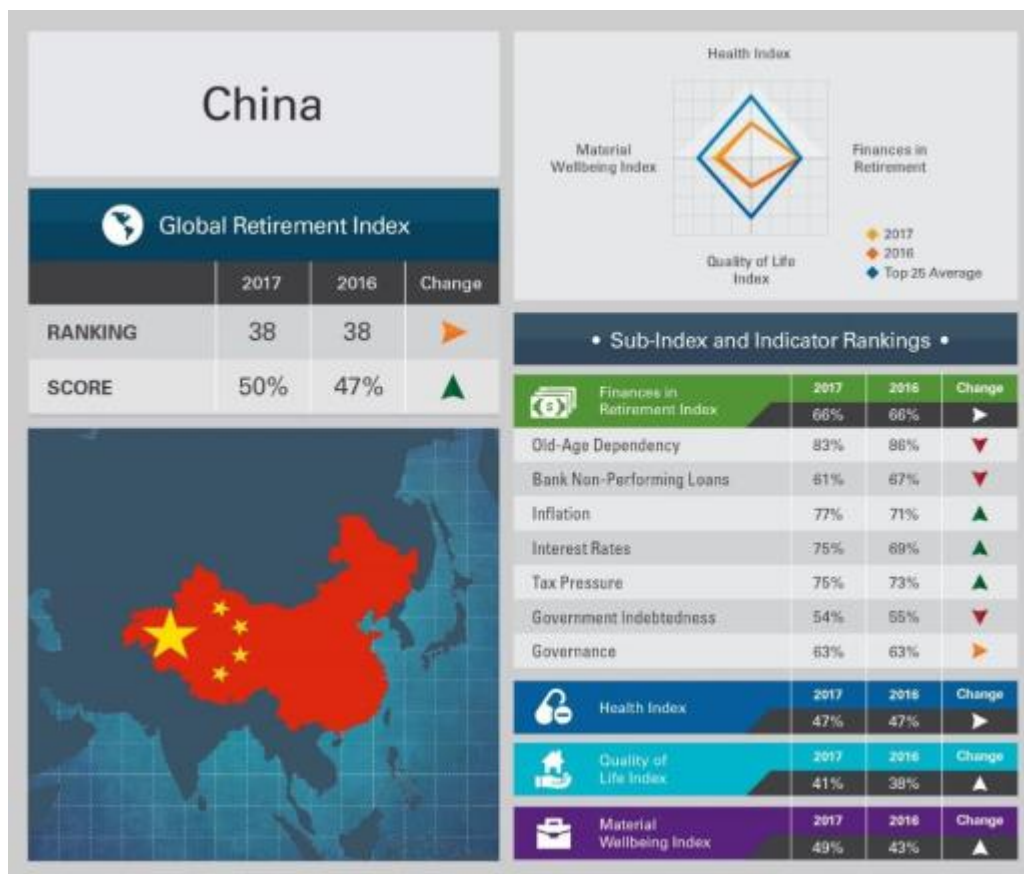 China
Global Retirement Index
2017 2016 Change
RANKING 38 38
SCORE 50% 47%
Health Index
Material
Wellbeing Index
Finances in
Retirement
Quality of Life
Index
2017
2016
Top 25 Average
• Sub-Index and Indicator Rankings •
Finances in
Retirement Index
2017 2016 Change
66% 66%
Old-Age Dependency 83% 86%
Bank Non-Performing Loans 61% 67%
Inflation 77% 71%
Interest Rates 75% 69%
Tax Pressure 75% 73%
Government Indebtedness 54% 55%
Governance 63% 63%
Health Index
2017 2016 Change
47% 47%
Quality of
Life Index
2017 2016 Change
41% 38%
Material
Wellbeing Index
2017 2016 Change
49% 43%